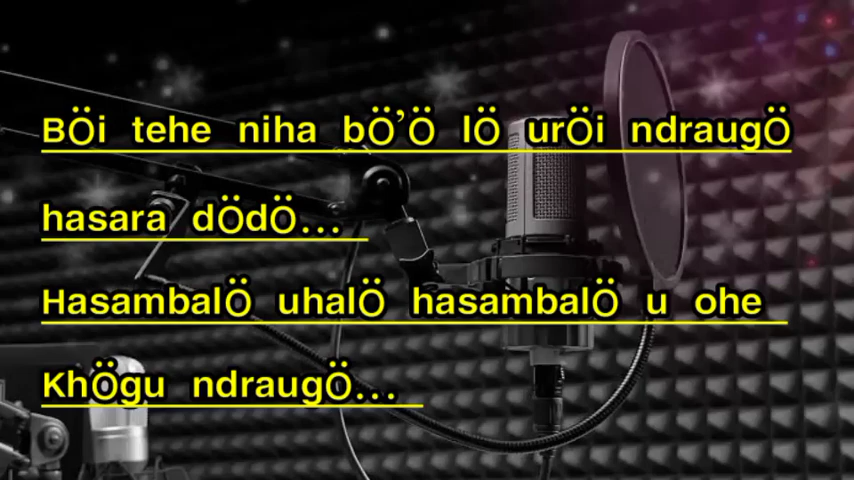 BÖi tehe niha bÖ’Ö lÖ urÖi ndraugÖ
hasara dÖdÖ...
HasambalÖ uhalÖ hasambalÖ u ohe
KhÖgu ndraugÖ...